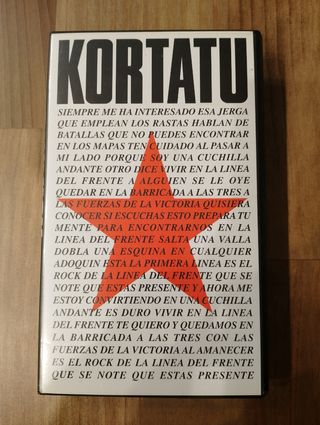 KORTATU
SIEMPRE ME HA INTERESADO ESA JERGA
QUE EMPLEAN LOS RASTAS HABLAN DE
BATALLAS QUE NO PUEDES ENCONTRAR
EN LOS MAPAS TEN CUIDADO AL PASAR A
MI LADO PORQUE SOY UNA CUCHILLA
ANDANTE OTRO DICE VIVIR EN LA LINEA
DEL FRENTE A ALGUIEN SE LE OYE
QUEDAR EN LA BARRICADA A LAS TRES A
LAS FUERZAS DE LA VICTORIA QUISIERA
CONOCER SI ESCUCHAS ESTO PREPARA TU
MENTE PARA ENCONTRARNOS EN LA
LINEA DEL FRENTE SALTA UNA VALLA
DOBLA UNA ESQUINA EN CUALQUIER
ADOQUIN ESTA LA PRIMERA LINEA ES EL
ROCK DE LA LINEA DEL FRENTE QUE SE
NOTE QUE ESTAS PRESENTE Y AHORA ME
ESTOY CONVIRTIENDO EN UNA CUCHILLA
ANDANTE ES DURO VIVIR EN LA LINEA
DEL FRENTE TE QUIERO Y QUEDAMOS EN
LA BARRICADA A LAS TRES CON LAS
FUERZAS DE LA VICTORIA AL AMANECER
ES EL ROCK DE LA LINEA DEL FRENTE
QUE SE NOTE QUE ESTAS PRESENTE